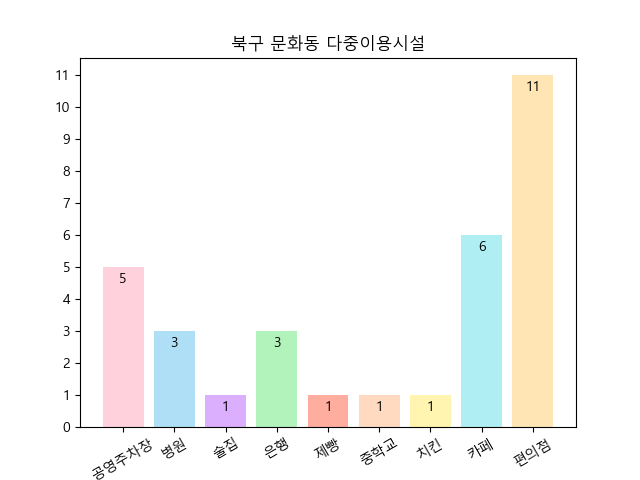 북구 문화동 다중이용시설
11
10
9
8
7
6
5
4
3
2
1
0
5
3
1
3
1
1
1
6
11
공영주차장
병원
술집
은행
제빵
중학교
치킨
카페
편의점